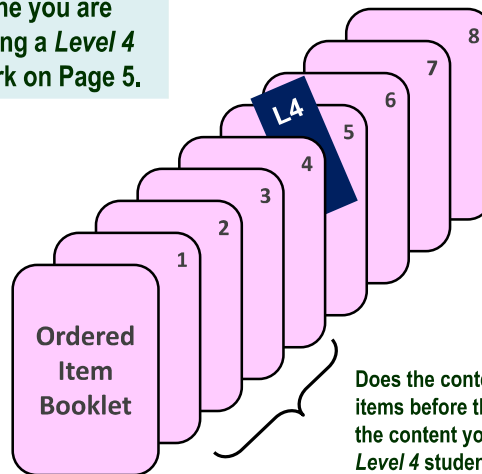 ne you are
ng a Level 4
rk on Page 5.
8
7
6
L4
5
4
3
2
1
Ordered
Item
Booklet
Does the conte
items before th
the content yo
Level 4 studen